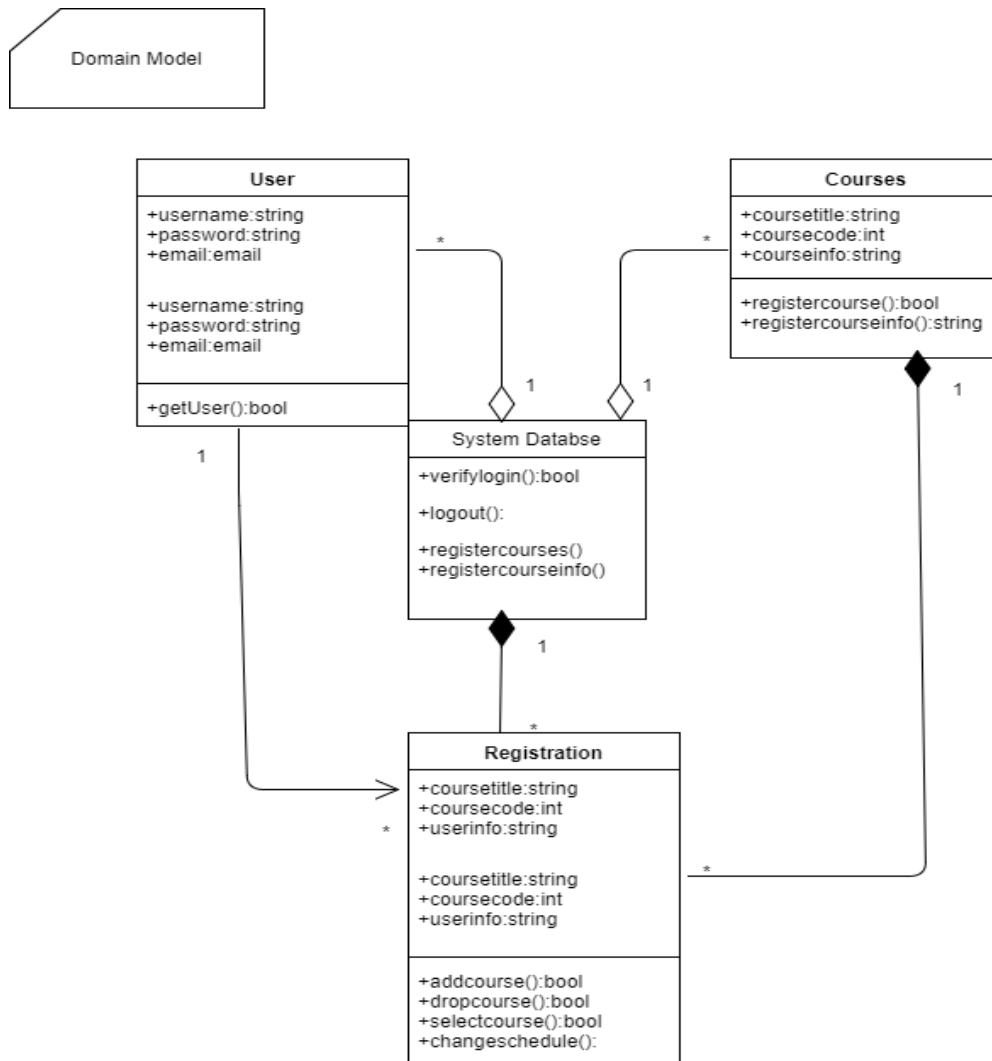 Domain Model
User
+username:string
+password:string
+email:email
+username:string
+password:string
+email:email
+getUser():bool
Courses
+coursetitle:string
+coursecode:int
+courseinfo:string
+registercourse():bool
+registercourseinfo():string
*
*
1
1
1
1
System Databse
+verifylogin():bool
+logout():
+registercourses()
+registercourseinfo()
1
*
Registration
+coursetitle:string
+coursecode:int
+userinfo:string
+coursetitle:string
+coursecode:int
+userinfo:string
+addcourse():bool
+dropcourse():bool
+selectcourse():bool
+changeschedule():
*
*